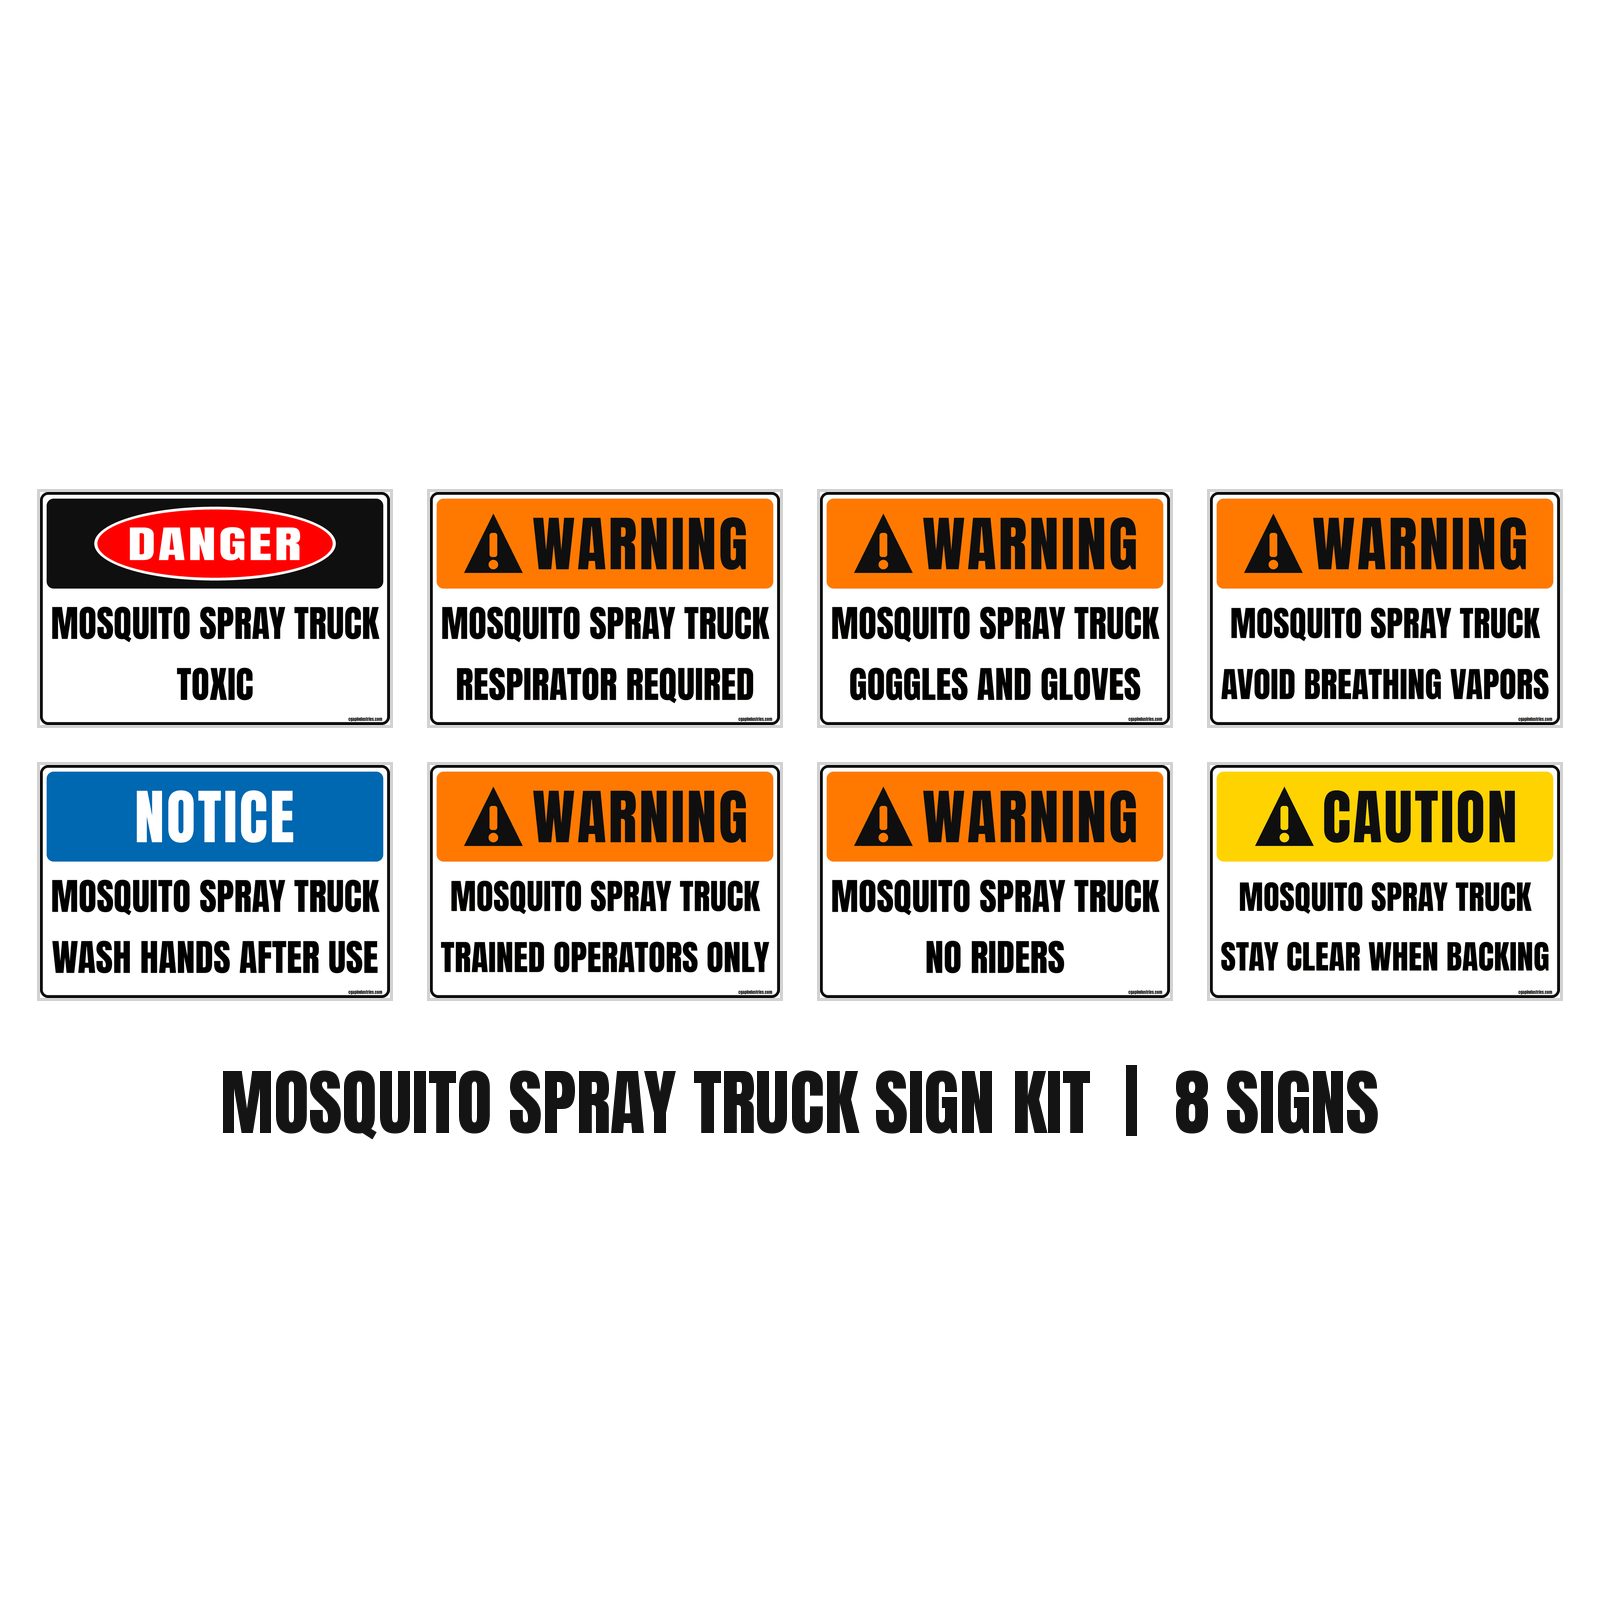 DANGER
MOSQUITO SPRAY TRUCK
TOXIC
WARNING
MOSQUITO SPRAY TRUCK
RESPIRATOR REQUIRED
WARNING
MOSQUITO SPRAY TRUCK
GOGGLES AND GLOVES
WARNING
MOSQUITO SPRAY TRUCK
AVOID BREATHING VAPORS
NOTICE
MOSQUITO SPRAY TRUCK
WASH HANDS AFTER USE
WARNING
MOSQUITO SPRAY TRUCK
TRAINED OPERATORS ONLY
WARNING
MOSQUITO SPRAY TRUCK
NO RIDERS
CAUTION
MOSQUITO SPRAY TRUCK
STAY CLEAR WHEN BACKING
MOSQUITO SPRAY TRUCK SIGN KIT | 8 SIGNS